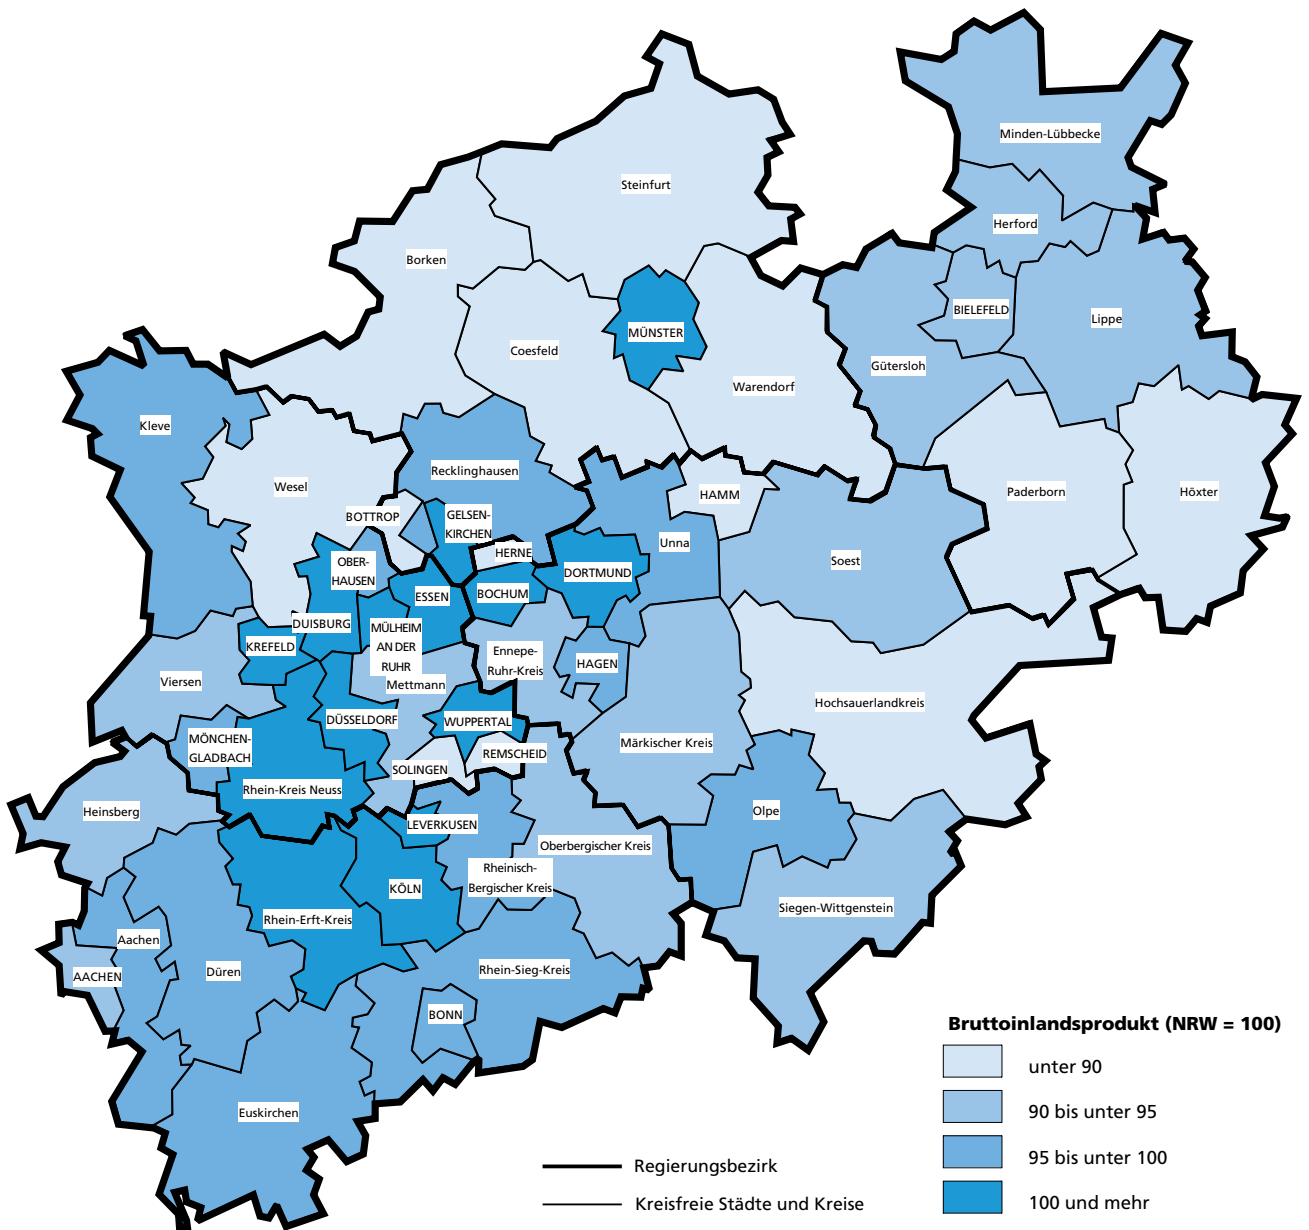 Minden-Lübbecke
Steinfurt
Herford
Borken
BIELEFELD
Lippe
MÜNSTER
Coesfeld
Gütersloh
Warendorf
Kleve
Recklinghausen
Wesel
HAMM
Paderborn
Höxter
BOTTROP
GELSEN-
KIRCHEN
Unna
HERNE
OBER-
HAUSEN
DORTMUND
Soest
ESSEN
BOCHUM
DUISBURG
MÜLHEIM
AN DER
RUHR
KREFELD
Ennepe-
Ruhr-Kreis
HAGEN
Viersen
Mettmann
Hochsauerlandkreis
DÜSSELDORF
WUPPERTAL
MÖNCHEN-
GLADBACH
Märkischer Kreis
REMSCHEID
SOLINGEN
Rhein-Kreis Neuss
Heinsberg
Olpe
LEVERKUSEN
Oberbergischer Kreis
Rheinisch-
Bergischer Kreis
KÖLN
Siegen-Wittgenstein
Rhein-Erft-Kreis
Aachen
AACHEN
Düren
Rhein-Sieg-Kreis
BONN
Euskirchen
Bruttoinlandsprodukt (NRW = 100)
unter 90
90 bis unter 95
95 bis unter 100
100 und mehr
Regierungsbezirk
Kreisfreie Städte und Kreise